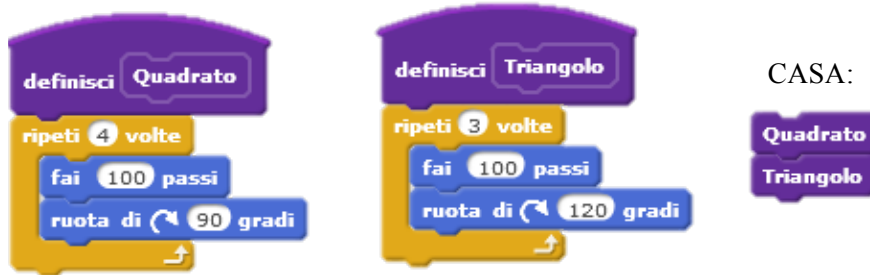 definisci Quadrato
ripeti 4 volte
fai 100 passi
ruota di 90 gradi
definisci Triangolo
ripeti 3 volte
fai 100 passi
ruota di 120 gradi
CASA:
Quadrato
Triangolo